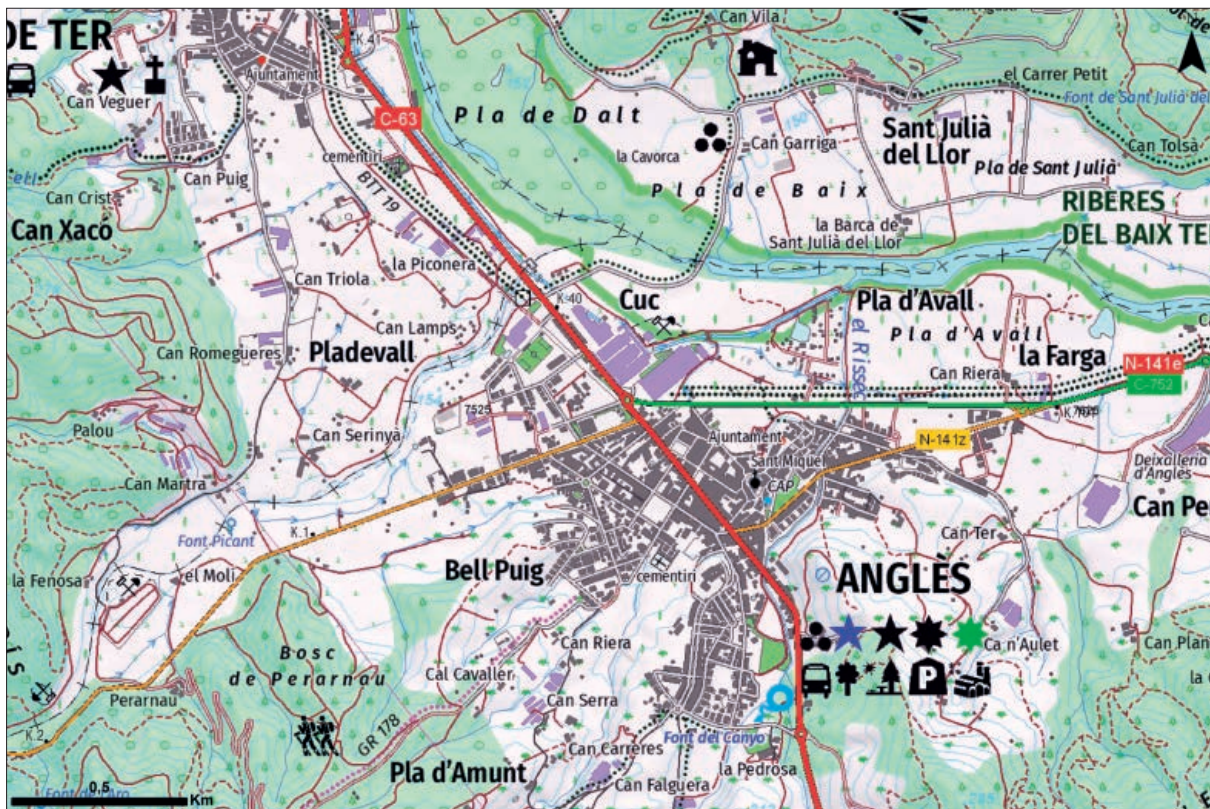 DE TER
Can Vila
K 41
Ajuntament
el Carrer Petit
Can Veguer
Font de Sant Julià del
C-63
Pla de Dalt
Sant Julià
del Llor
cementiri
la Cavorca
Can Garriga
Can Tolsà
Can Puig
BTT 19
Pla de Baix
Pla de Sant Julià
Can Crist
RIBERES
DEL BAIX TE
Can Xacó
la Barca de
Sant Julià del Llor
la Piconera
Can Triola
K.40
Cuc
Pla d'Avall
Can Lamps
Pla d'Avall
Can Romegueres
Pladevall
el Rissec
la Farga
N-141e
Can Riera
C-752
7525
Palou
Can Serinyà
Ajuntament
N-141z
Sant Miquel
Deixalleria
d'Anglès
Can Martra
CAP
Can Pe
Font Picant
K.1
Can Ter
la Fenosa
el Molí
Bell Puig
cementiri
ANGLÈS
Bosc
de Perarnau
Can Riera
Ca n'Aulet
Can Plan
Cal Cavaller
Perarnau
Can Serra
K.2
GR 178
Font del Canyo
Can Carreres
Pla d'Amunt
la Pedrosa
Can Falguera
0,5
Km